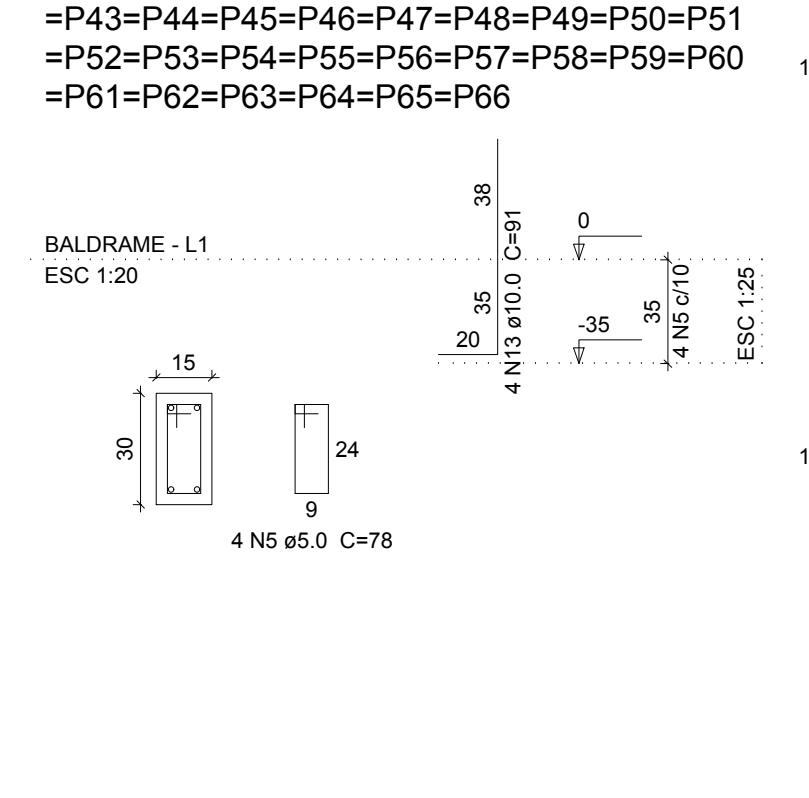 =P43=P44=P45=P46=P47=P48=P49=P50=P51
=P52=P53=P54=P55=P56=P57=P58=P59=P60
=P61=P62=P63=P64=P65=P66
1
BALDRAME - L1
ESC 1:20
38
35
20
4 N13 ø10.0 C=91
0
-35
35
4 N5 c/10
ESC 1:25
15
30
24
9
4 N5 ø5.0 C=78
1